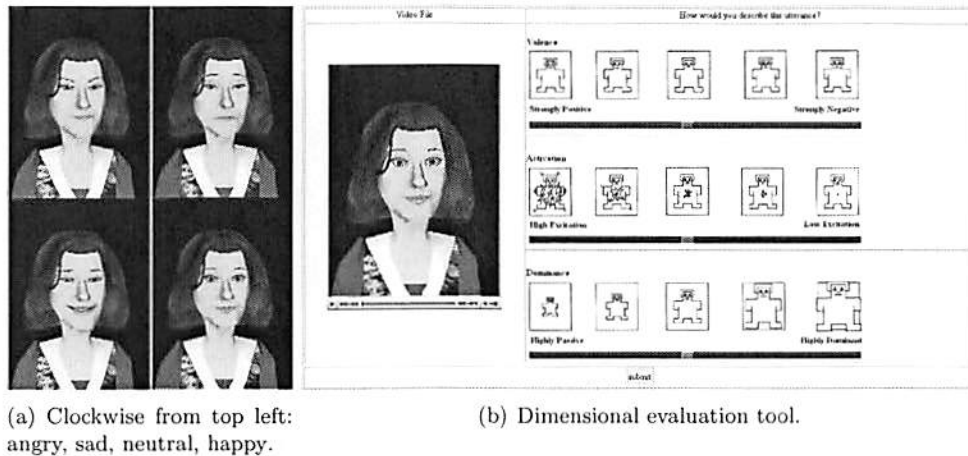 Video File
How would you describe the utterance?
Valence
Strongly Positive
Strongly Negative
Activation
High Excitation
Low Excitation
Dominance
Highly Passive
Highly Dominant
submit
(a) Clockwise from top left:
angry, sad, neutral, happy.
(b) Dimensional evaluation tool.